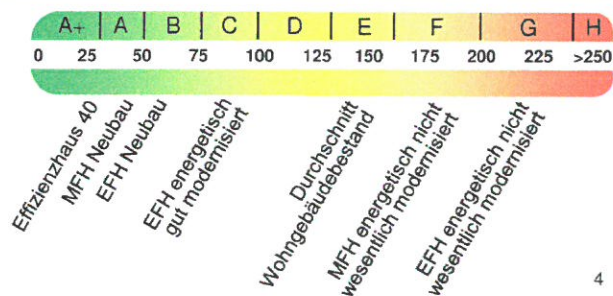 A+ A B C D E F G H
0 25 50 75 100 125 150 175 200 225 >250
Effizienzhaus 40
MFH Neubau
EFH Neubau
EFH energetisch
gut modernisiert
Durchschnitt
Wohngebäudebestand
MFH energetisch nicht
wesentlich modernisiert
EFH energetisch nicht
wesentlich modernisiert
4